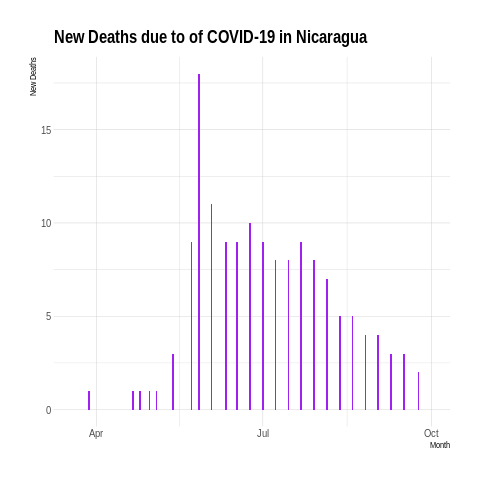 New Deaths due to of COVID-19 in Nicaragua
New Deaths
15
10
5
0
Apr
Jul
Oct
Month